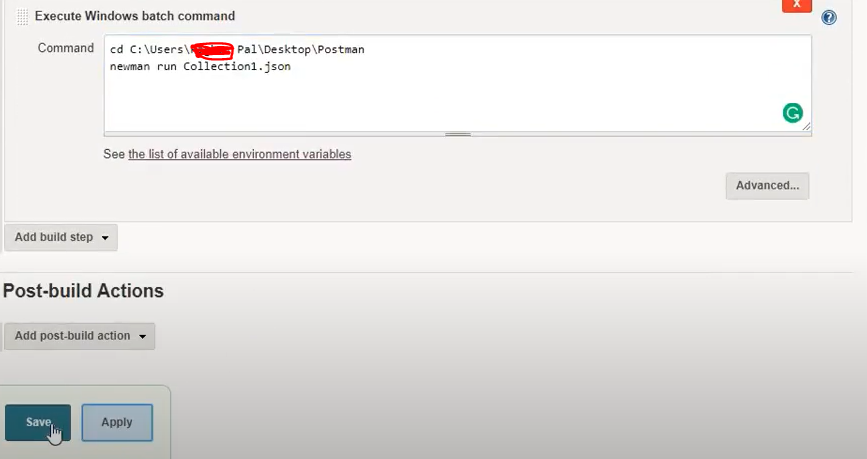 X
Execute Windows batch command
?
Command
cd C:\Users\ Pal\Desktop\Postman
newman run Collection1.json
G
See the list of available environment variables
Advanced...
Add build step
Post-build Actions
Add post-build action
Save
Apply